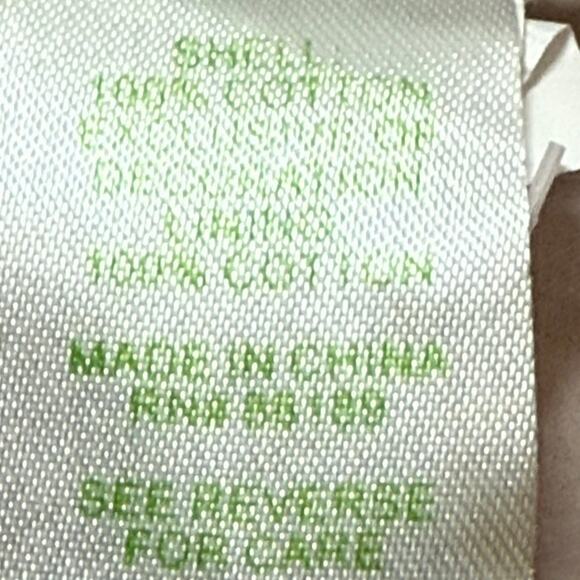 SHELL
100% COTTON
EXCLUSIVE OF
DECORATION
LINING
100% COTTON
MADE IN CHINA
RN#
SEE REVERSE
FOR CARE